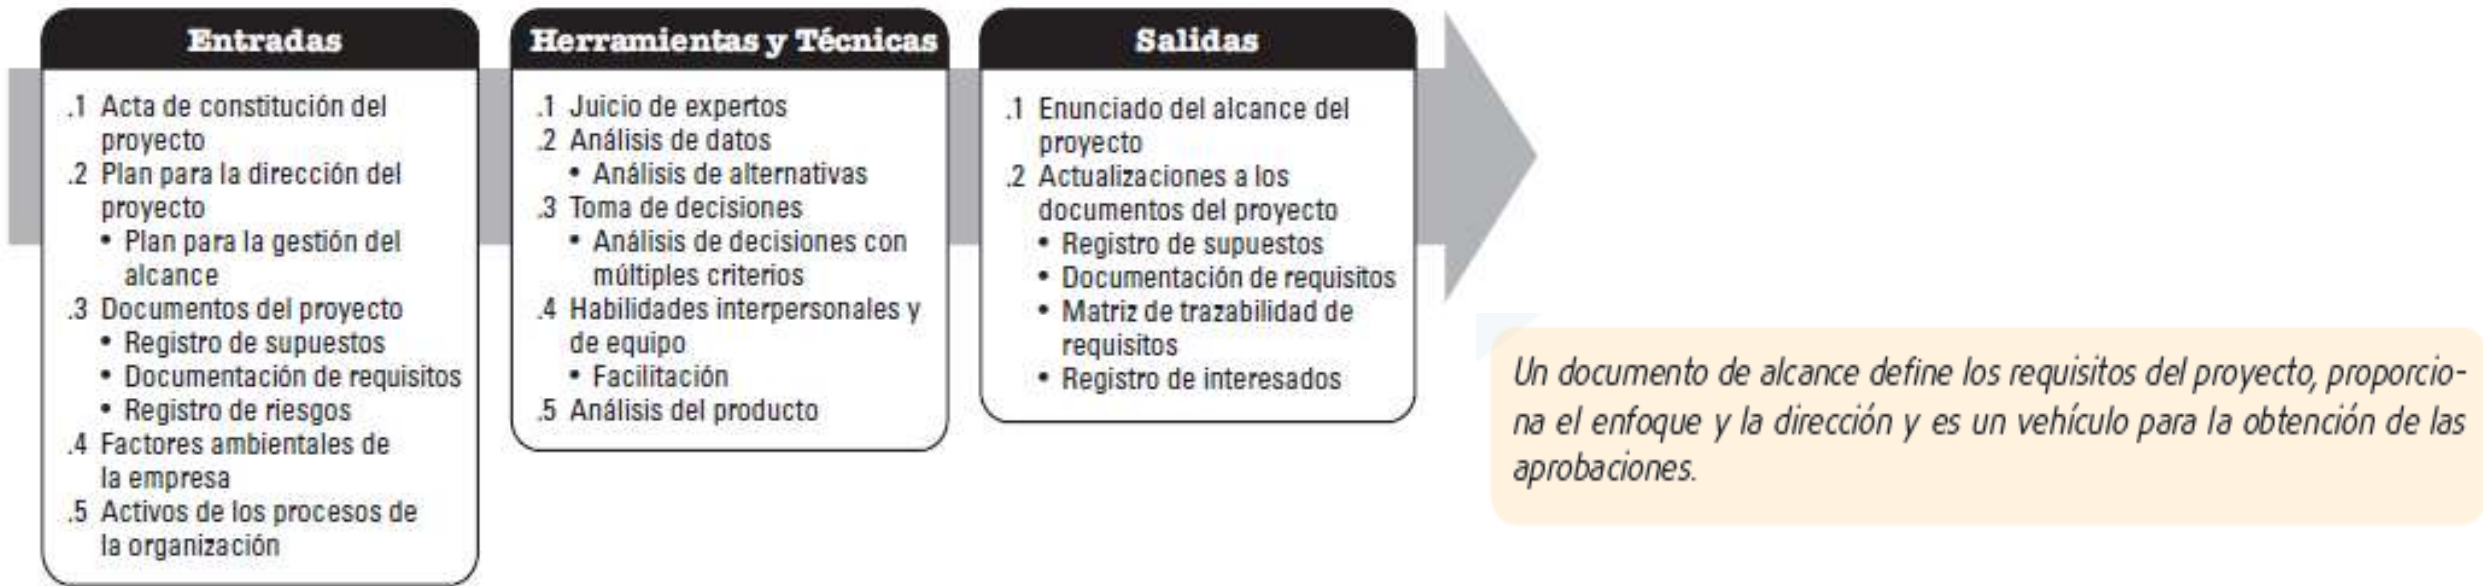 Entradas
.1 Acta de constitución del
proyecto
.2 Plan para la dirección del
proyecto
• Plan para la gestión del
alcance
.3 Documentos del proyecto
• Registro de supuestos
• Documentación de requisitos
• Registro de riesgos
.4 Factores ambientales de
la empresa
.5 Activos de los procesos de
la organización
Herramientas y Técnicas
.1 Juicio de expertos
.2 Análisis de datos
• Análisis de alternativas
.3 Toma de decisiones
• Análisis de decisiones con
múltiples criterios
.4 Habilidades interpersonales y
de equipo
• Facilitación
.5 Análisis del producto
Salidas
.1 Enunciado del alcance del
proyecto
.2 Actualizaciones a los
documentos del proyecto
• Registro de supuestos
• Documentación de requisitos
• Matriz de trazabilidad de
requisitos
• Registro de interesados
Un documento de alcance define los requisitos del proyecto, proporcio-
na el enfoque y la dirección y es un vehículo para la obtención de las
aprobaciones.